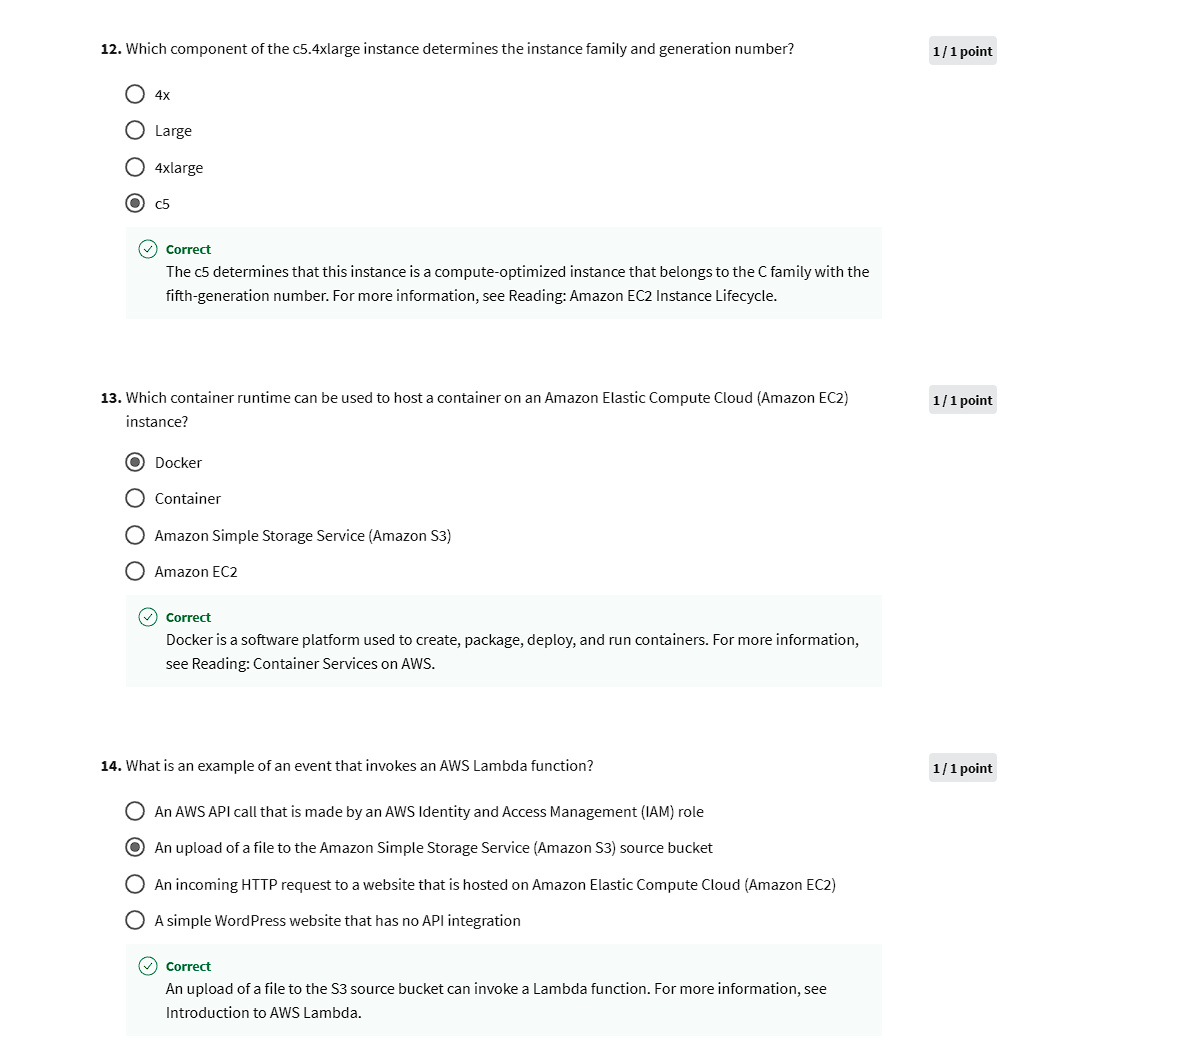 12. Which component of the c5.4xlarge instance determines the instance family and generation number?
1 / 1 point
4x
Large
4xlarge
c5
Correct
The c5 determines that this instance is a compute-optimized instance that belongs to the C family with the
fifth-generation number. For more information, see Reading: Amazon EC2 Instance Lifecycle.
13. Which container runtime can be used to host a container on an Amazon Elastic Compute Cloud (Amazon EC2)
instance?
1 / 1 point
Docker
Container
Amazon Simple Storage Service (Amazon S3)
Amazon EC2
Correct
Docker is a software platform used to create, package, deploy, and run containers. For more information,
see Reading: Container Services on AWS.
14. What is an example of an event that invokes an AWS Lambda function?
1 / 1 point
An AWS API call that is made by an AWS Identity and Access Management (IAM) role
An upload of a file to the Amazon Simple Storage Service (Amazon S3) source bucket
An incoming HTTP request to a website that is hosted on Amazon Elastic Compute Cloud (Amazon EC2)
A simple WordPress website that has no API integration
Correct
An upload of a file to the S3 source bucket can invoke a Lambda function. For more information, see
Introduction to AWS Lambda.